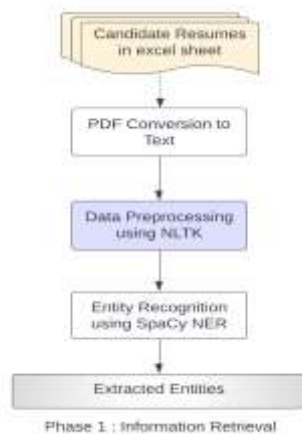 Candidate Resumes
in excel sheet
PDF Conversion to
Text
Data Preprocessing
using NLTK
Entity Recognition
using SpaCy NER
Extracted Entities
Phase 1 : Information Retrieval